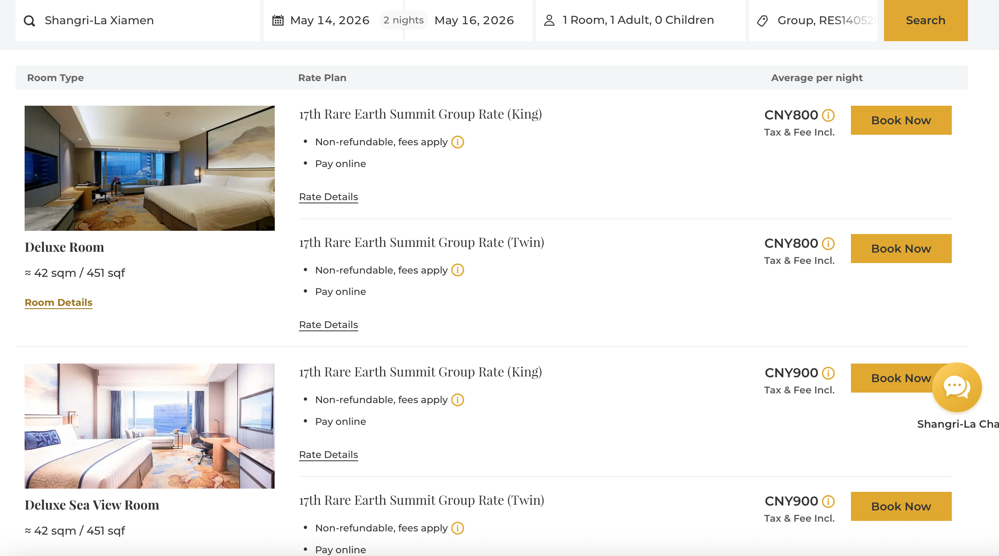 Shangri-La Xiamen
May 14, 2026 2 nights May 16, 2026
1 Room, 1 Adult, 0 Children
Group, RES14052
Search
Room Type Rate Plan Average per night
17th Rare Earth Summit Group Rate (King)
Non-refundable, fees apply
Pay online
Rate Details
CNY800
Tax & Fee Incl.
Book Now
Deluxe Room
≈ 42 sqm / 451 sqf
Room Details
17th Rare Earth Summit Group Rate (Twin)
Non-refundable, fees apply
Pay online
Rate Details
CNY800
Tax & Fee Incl.
Book Now
17th Rare Earth Summit Group Rate (King)
Non-refundable, fees apply
Pay online
Rate Details
CNY900
Tax & Fee Incl.
Book Now
Shangri-La Cha
Deluxe Sea View Room
≈ 42 sqm / 451 sqf
17th Rare Earth Summit Group Rate (Twin)
Non-refundable, fees apply
Pay online
CNY900
Tax & Fee Incl.
Book Now